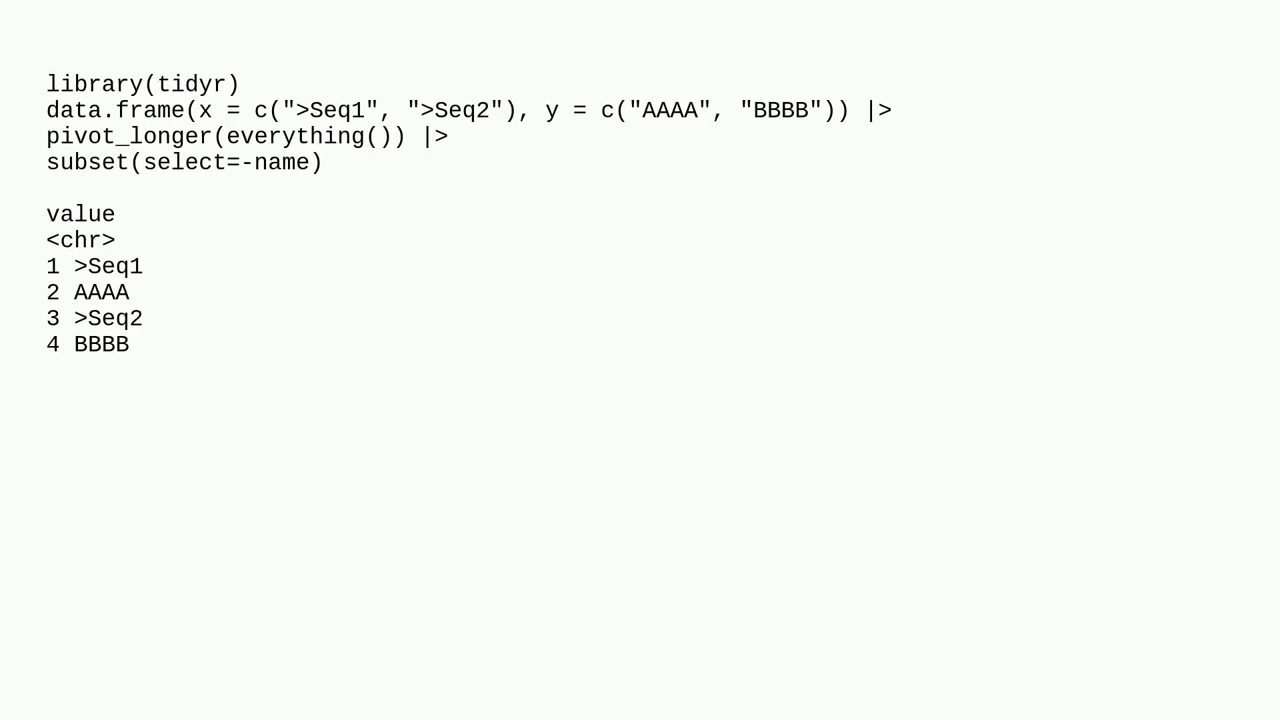 library(tidyr)
data.frame(x = c(">Seq1", ">Seq2"), y = c("AAAA", "BBBB")) |>
pivot_longer(everything()) |>
subset(select=-name)

value
<chr>
1 >Seq1
2 AAAA
3 >Seq2
4 BBBB